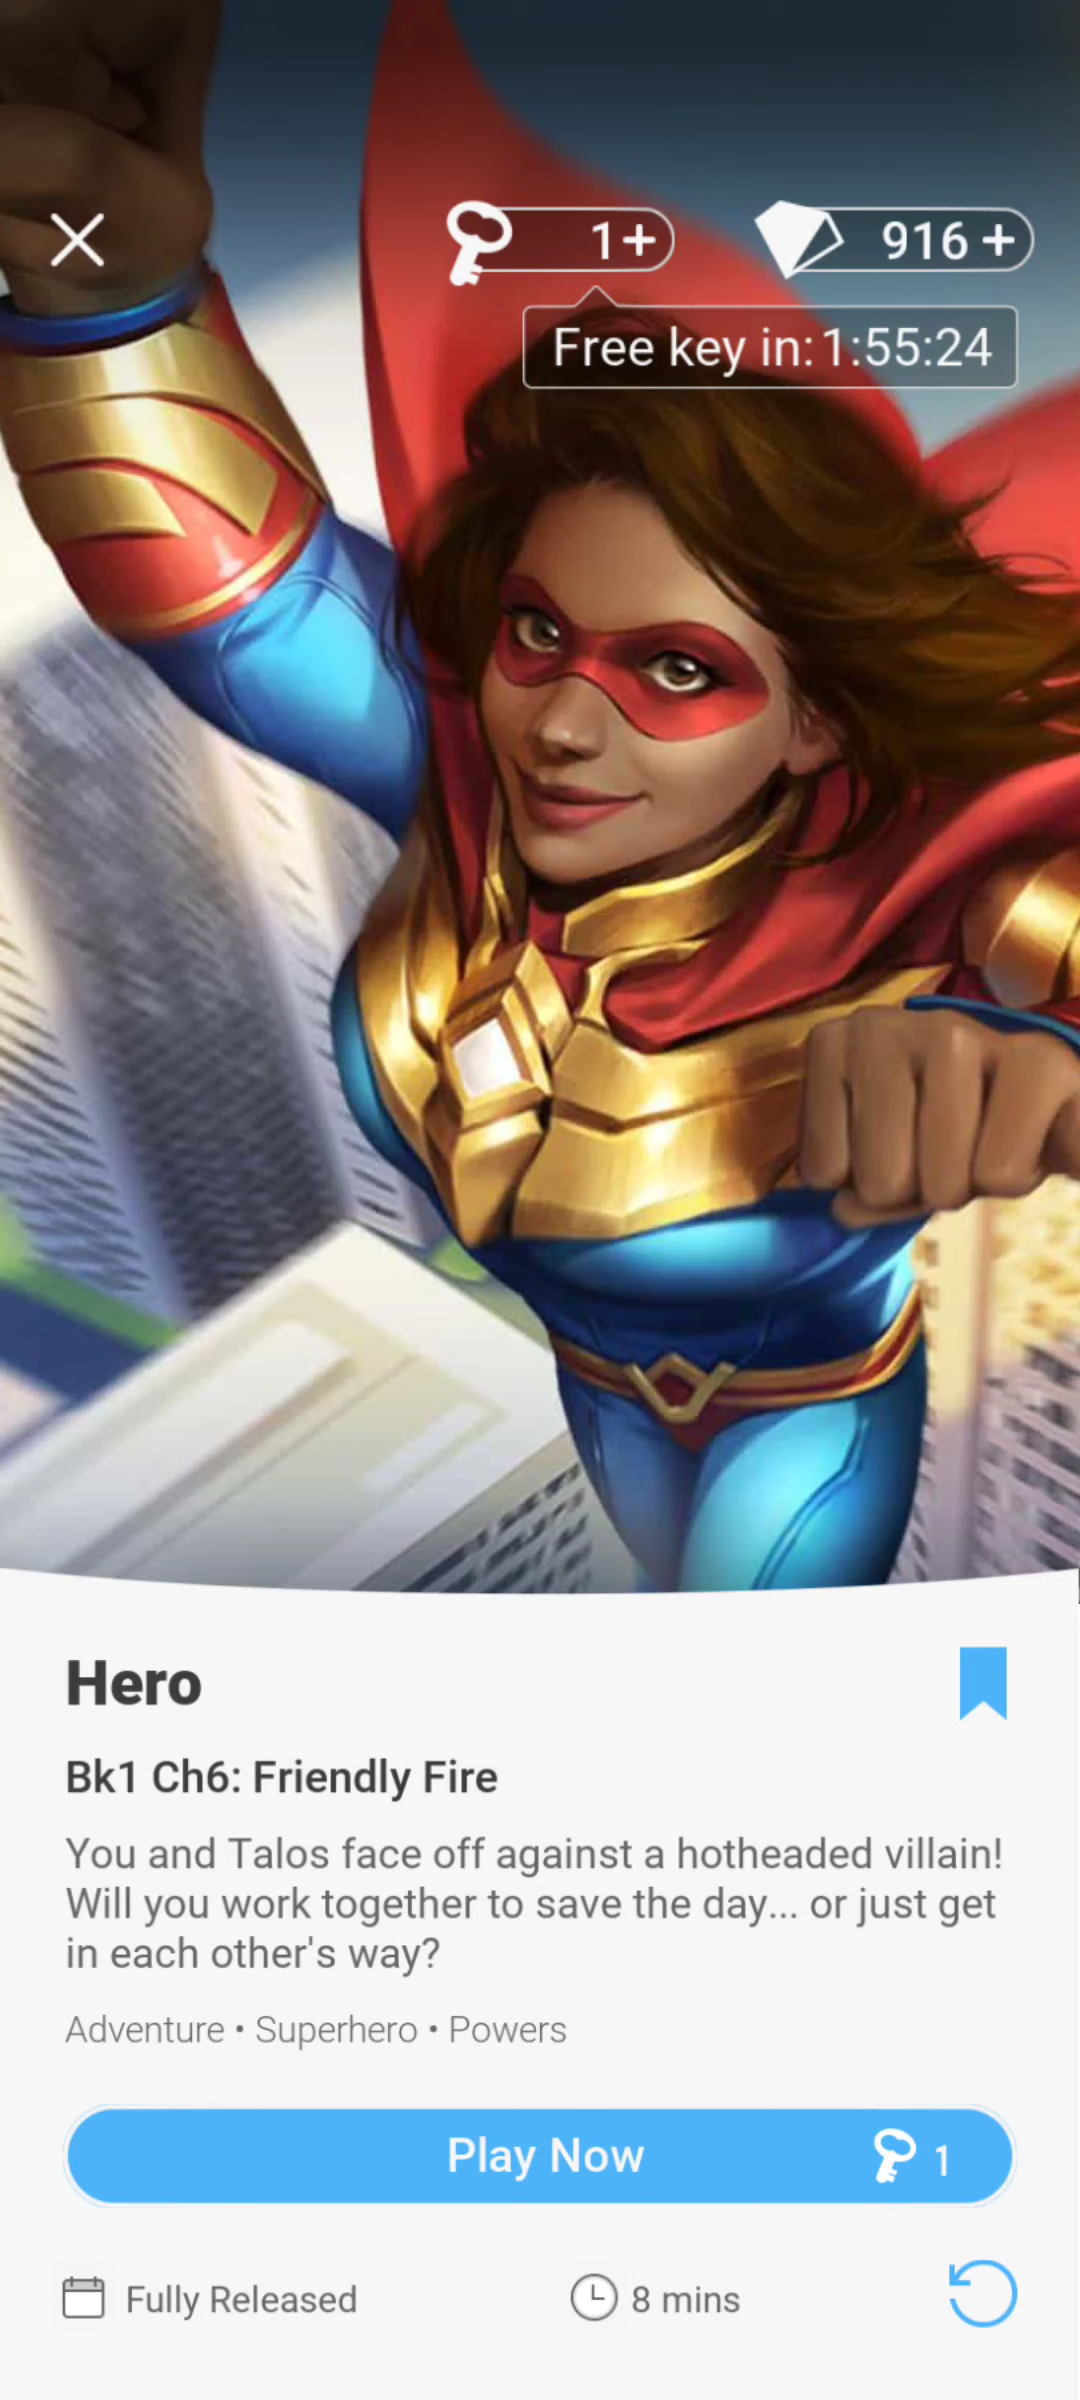 1+
916 +
Free key in: 1:55:24
Hero
Bk1 Ch6: Friendly Fire
You and Talos face off against a hotheaded villain!
Will you work together to save the day... or just get
in each other's way?
Adventure • Superhero • Powers
Play Now 1
Fully Released
8 mins